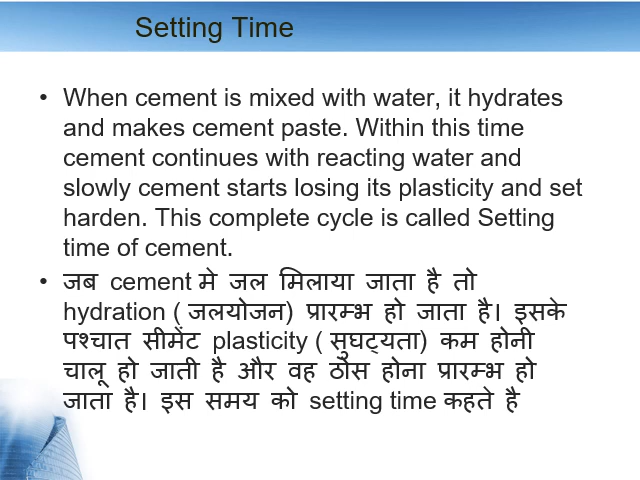 Setting Time
• When cement is mixed with water, it hydrates
and makes cement paste. Within this time
cement continues with reacting water and
slowly cement starts losing its plasticity and set
harden. This complete cycle is called Setting
time of cement.
• जब cement मे जल मिलाया जाता है तो
hydration ( जलयोजन) प्रारम्भ हो जाता है। इसके
पश्चात सीमेंट plasticity ( सुघट्यता) कम होनी
चालू हो जाती है और वह ठोस होना प्रारम्भ हो
जाता है। इस समय को setting time कहते है